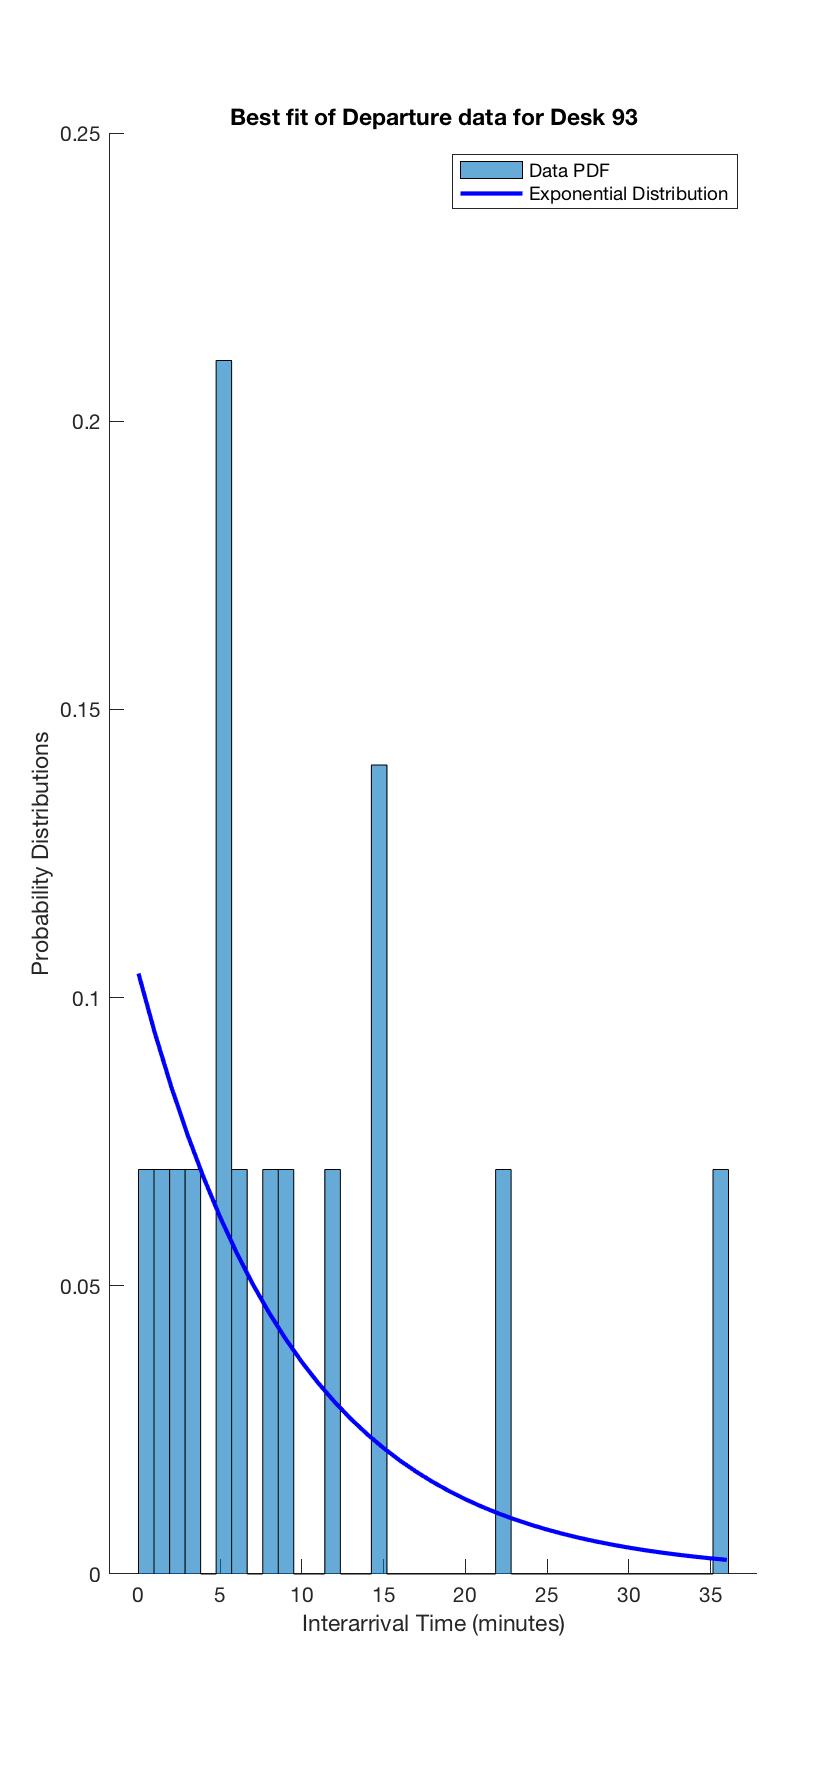 Best fit of Departure data for Desk 93
Data PDF
Exponential Distribution
0.25
0.2
0.15
0.1
0.05
0
Probability Distributions
0 5 10 15 20 25 30 35
Interarrival Time (minutes)